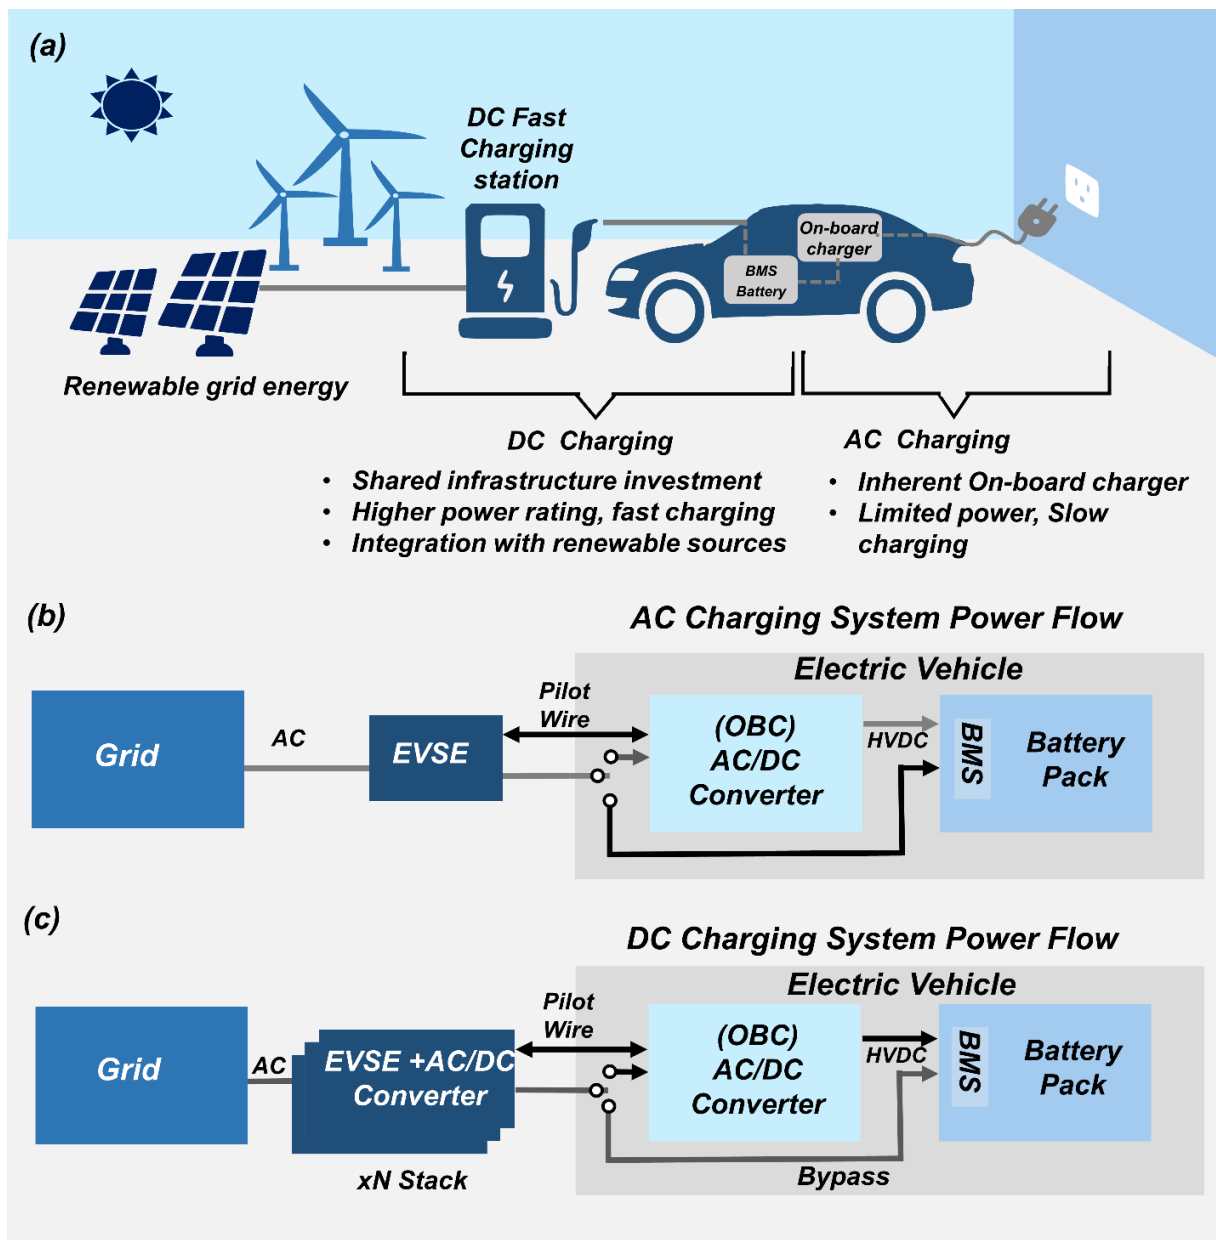 (a)
DC Fast
Charging
station
On-board
charger
BMS
Battery
Renewable grid energy
DC Charging
• Shared infrastructure investment
• Higher power rating, fast charging
• Integration with renewable sources
AC Charging
• Inherent On-board charger
• Limited power, Slow
charging
(b)
AC Charging System Power Flow
Electric Vehicle
Grid
AC
EVSE
Pilot
Wire
(OBC)
AC/DC
Converter
HVDC
BMS
Battery
Pack
(c)
DC Charging System Power Flow
Electric Vehicle
Grid
AC
EVSE +AC/DC
Converter
xN Stack
Pilot
Wire
(OBC)
AC/DC
Converter
HVDC
Bypass
BMS
Battery
Pack